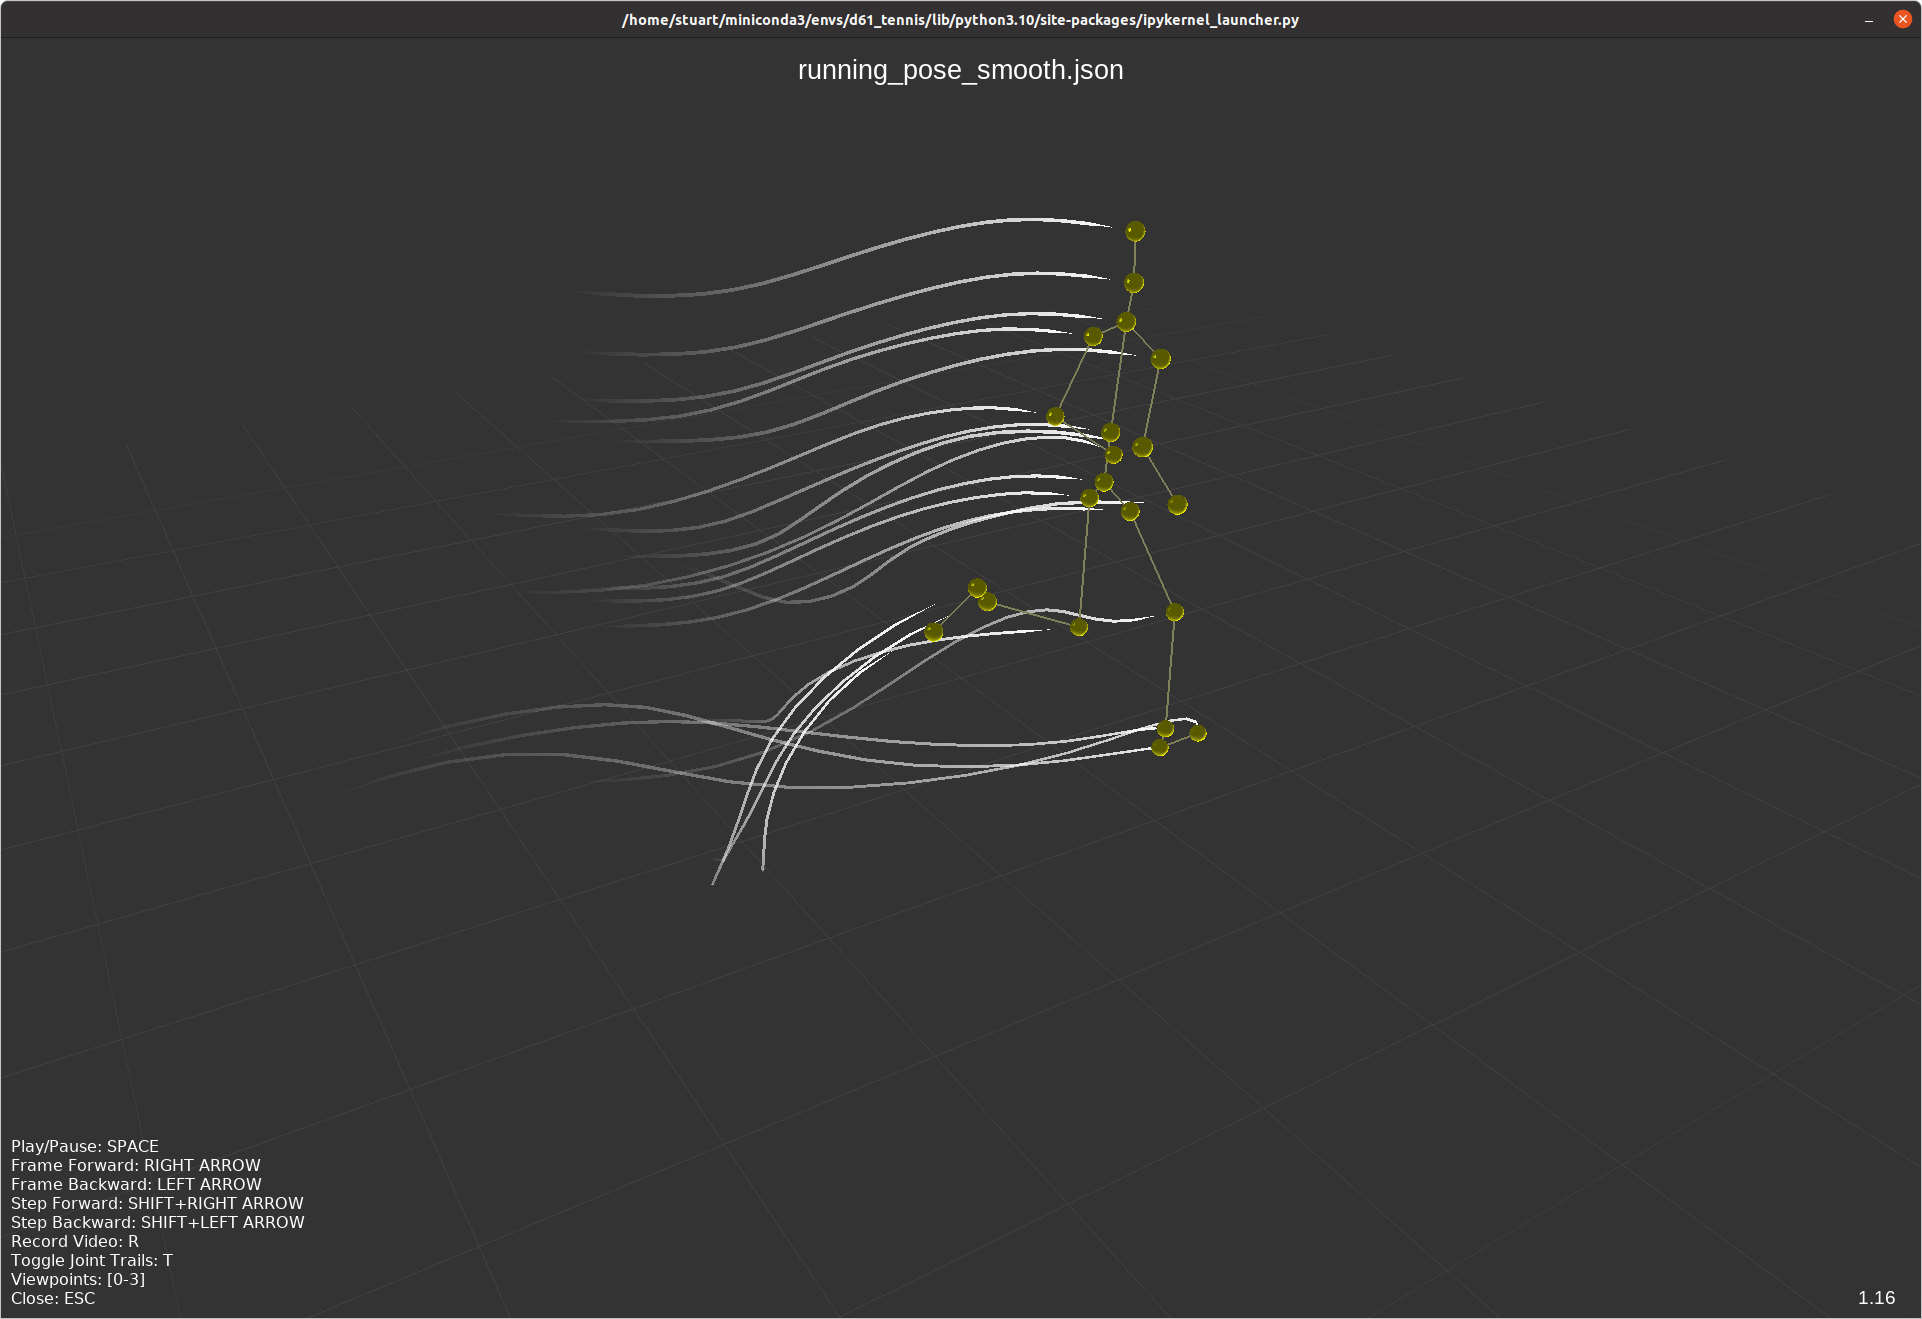 /home/stuart/miniconda3/envs/d61_tennis/lib/python3.10/site-packages/ipykernel_launcher.py
running_pose_smooth.json
Play/Pause: SPACE
Frame Forward: RIGHT ARROW
Frame Backward: LEFT ARROW
Step Forward: SHIFT+RIGHT ARROW
Step Backward: SHIFT+LEFT ARROW
Record Video: R
Toggle Joint Trails: T
Viewpoints: [0-3]
Close: ESC
1.16